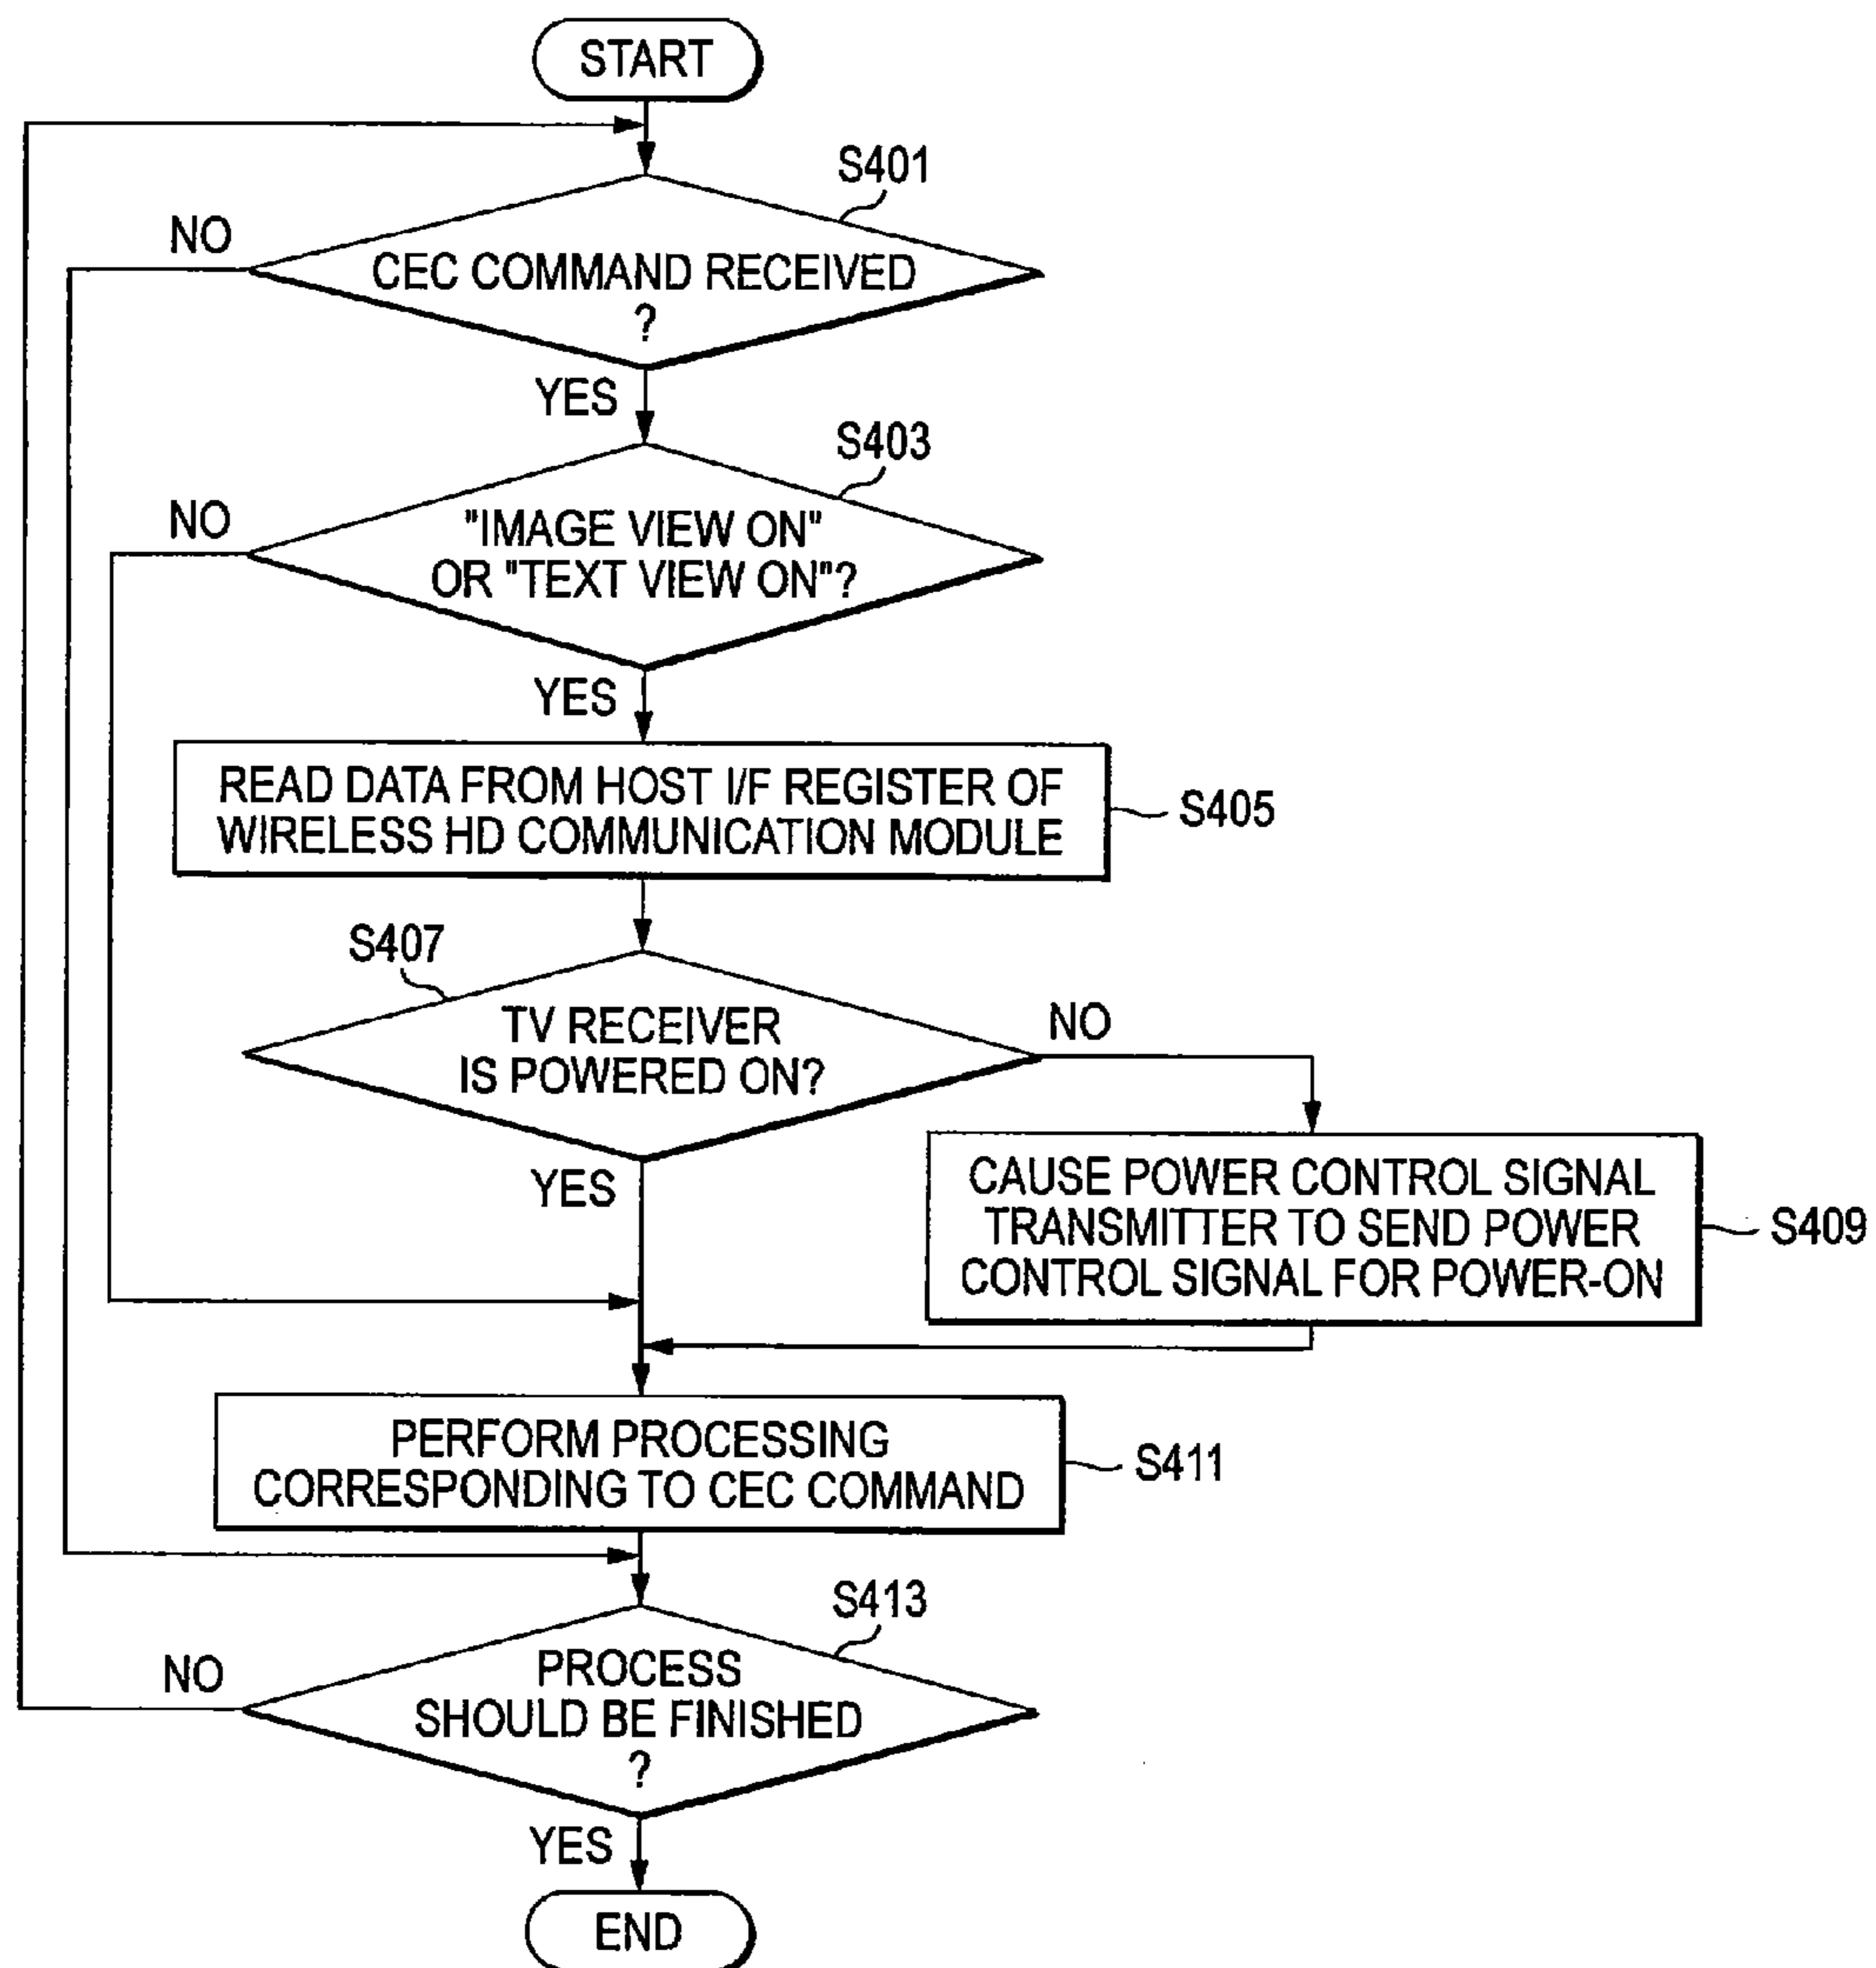 START
S401
NO
CEC COMMAND RECEIVED
?
YES
S403
NO
"IMAGE VIEW ON"
OR "TEXT VIEW ON"?
YES
READ DATA FROM HOST I/F REGISTER OF
WIRELESS HD COMMUNICATION MODULE
S405
S407
TV RECEIVER
IS POWERED ON?
NO
YES
CAUSE POWER CONTROL SIGNAL
TRANSMITTER TO SEND POWER
CONTROL SIGNAL FOR POWER-ON
S409
PERFORM PROCESSING
CORRESPONDING TO CEC COMMAND
S411
S413
NO
PROCESS
SHOULD BE FINISHED
?
YES
END